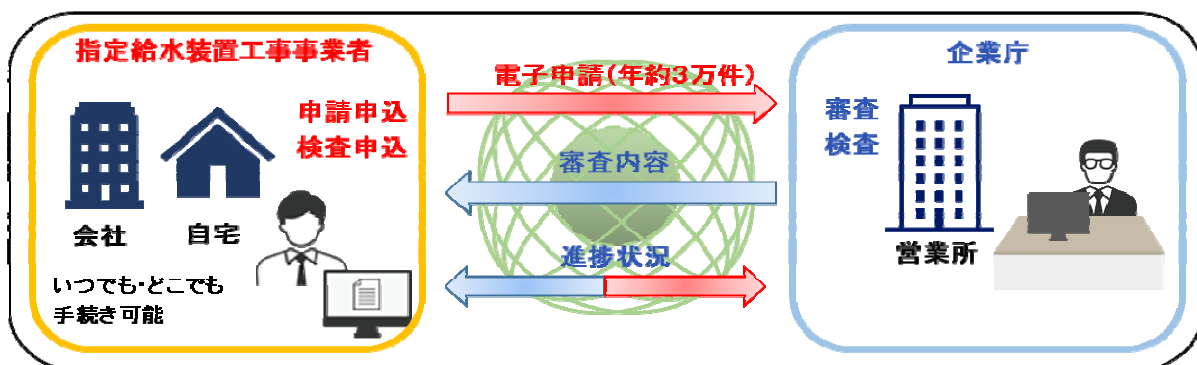 指定給水装置工事事業者
申請申込
検査申込
会社
自宅
いつでも・どこでも
手続き可能
電子申請(年約3万件)
審査内容
進捗状況
企業庁
審査
検査
営業所